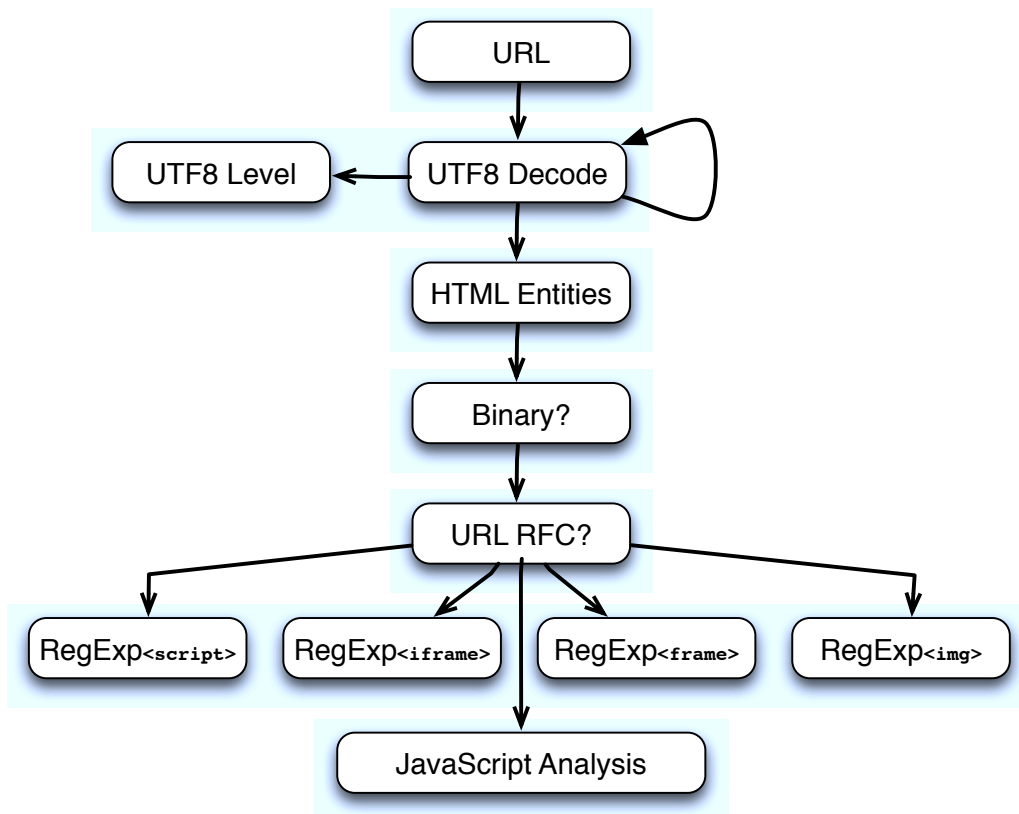 URL
UTF8 Level
UTF8 Decode
HTML Entities
Binary?
URL RFC?
RegExp<script>
RegExp<iframe>
RegExp<frame>
RegExp<img>
JavaScript Analysis